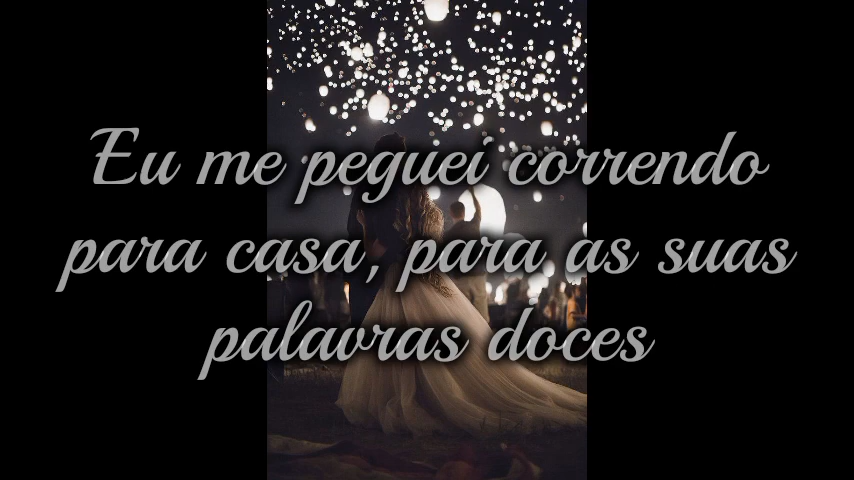 Eu me peguei correndo
para casa, para as suas
palavras doces